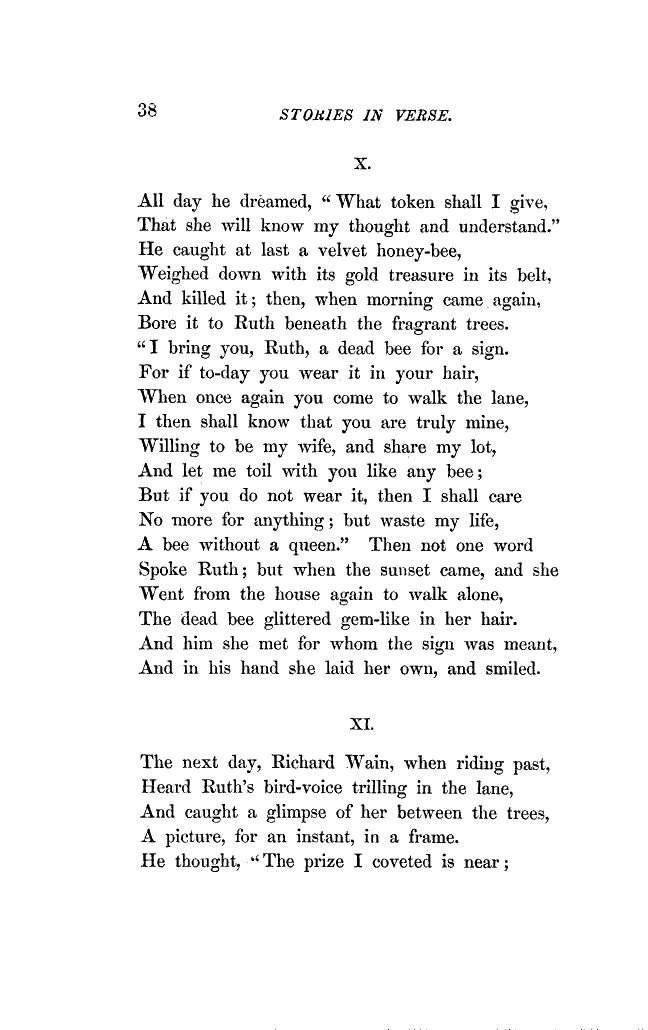 38
STORIES IN VERSE.
X.
All day he dreamed, “ What token shall I give,
That she will know my thought and understand.”
He caught at last a velvet honey-bee,
Weighed down with its gold treasure in its belt,
And killed it ; then, when morning came again,
Bore it to Ruth beneath the fragrant trees.
“ I bring you, Ruth, a dead bee for a sign.
For if to-day you wear it in your hair,
When once again you come to walk the lane,
I then shall know that you are truly mine,
Willing to be my wife, and share my lot,
And let me toil with you like any bee ;
But if you do not wear it, then I shall care
No more for anything ; but waste my life,
A bee without a queen.” Then not one word
Spoke Ruth ; but when the sunset came, and she
Went from the house again to walk alone,
The dead bee glittered gem-like in her hair.
And him she met for whom the sign was meant,
And in his hand she laid her own, and smiled.
XI.
The next day, Richard Wain, when riding past,
Heard Ruth’s bird-voice trilling in the lane,
And caught a glimpse of her between the trees,
A picture, for an instant, in a frame.
He thought, “ The prize I coveted is near ;